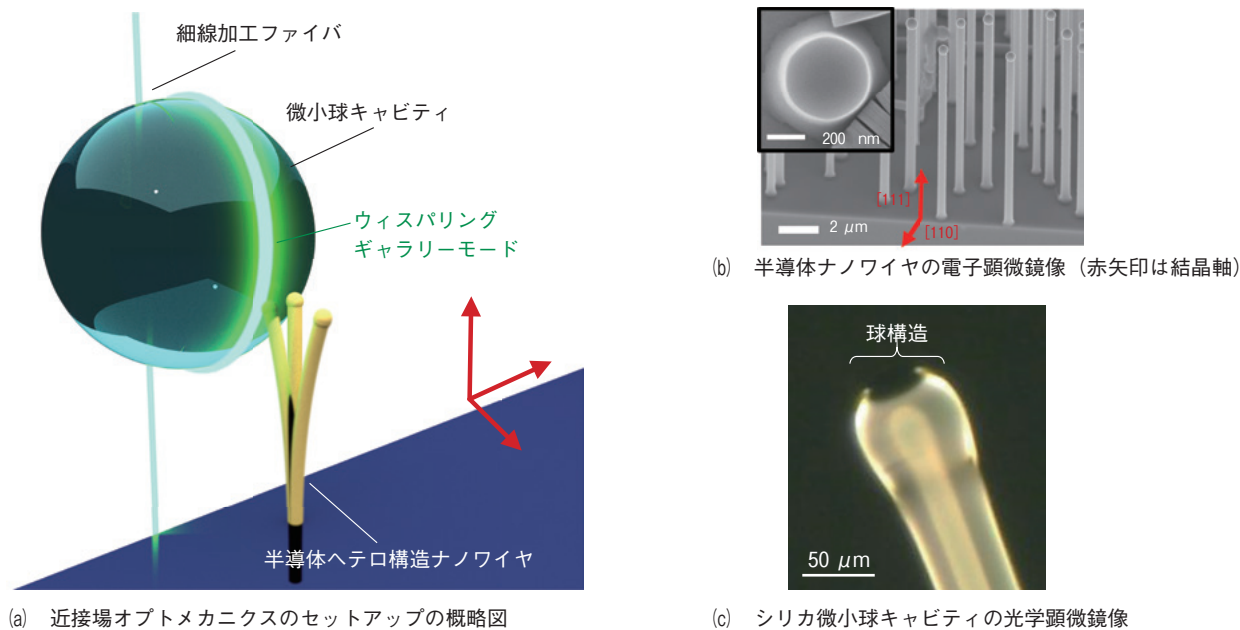 細線加工ファイバ
微小球キャビティ
ウィスパリング
ギャラリーモード
半導体ヘテロ構造ナノワイヤ
(a) 近接場オプトメカニクスのセットアップの概略図
200 nm
[111]
[110]
2 μm
(b) 半導体ナノワイヤの電子顕微鏡像（赤矢印は結晶軸）
球構造
50 μm
(c) シリカ微小球キャビティの光学顕微鏡像